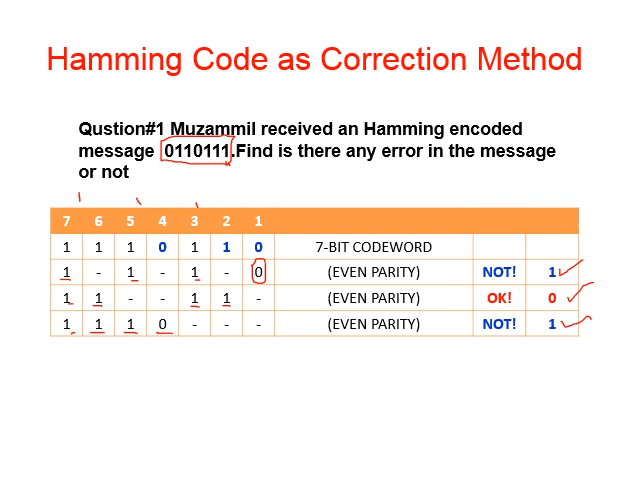 Hamming Code as Correction Method
Qustion#1 Muzammil received an Hamming encoded
message 0110111.Find is there any error in the message
or not
7 6 5 4 3 2 1
1 1 1 0 1 1 0 7-BIT CODEWORD
1 - 1 - 1 - 0 (EVEN PARITY) NOT! 1
1 1 - - 1 1 - (EVEN PARITY) OK! 0
1 1 1 0 - - - (EVEN PARITY) NOT! 1